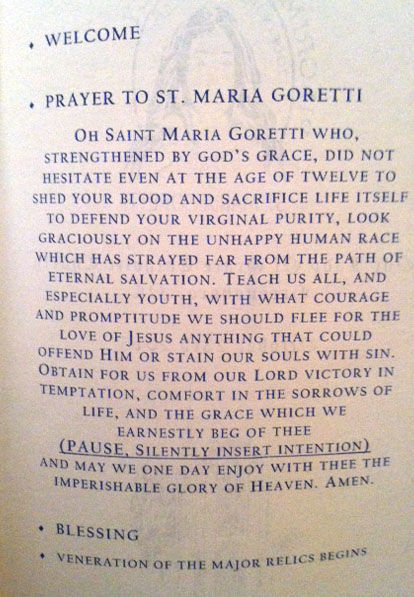 ⬩ WELCOME
⬩ PRAYER TO ST. MARIA GORETTI
OH SAINT MARIA GORETTI WHO,
STRENGTHENED BY GOD'S GRACE, DID NOT
HESITATE EVEN AT THE AGE OF TWELVE TO
SHED YOUR BLOOD AND SACRIFICE LIFE ITSELF
TO DEFEND YOUR VIRGINAL PURITY, LOOK
GRACIOUSLY ON THE UNHAPPY HUMAN RACE
WHICH HAS STRAYED FAR FROM THE PATH OF
ETERNAL SALVATION. TEACH US ALL, AND
ESPECIALLY YOUTH, WITH WHAT COURAGE
AND PROMPTITUDE WE SHOULD FLEE FOR THE
LOVE OF JESUS ANYTHING THAT COULD
OFFEND HIM OR STAIN OUR SOULS WITH SIN.
OBTAIN FOR US FROM OUR LORD VICTORY IN
TEMPTATION, COMFORT IN THE SORROWS OF
LIFE, AND THE GRACE WHICH WE
EARNESTLY BEG OF THEE
(PAUSE, SILENTLY INSERT INTENTION)
AND MAY WE ONE DAY ENJOY WITH THEE THE
IMPERISHABLE GLORY OF HEAVEN. AMEN.
⬩ BLESSING
⬩ VENERATION OF THE MAJOR RELICS BEGINS